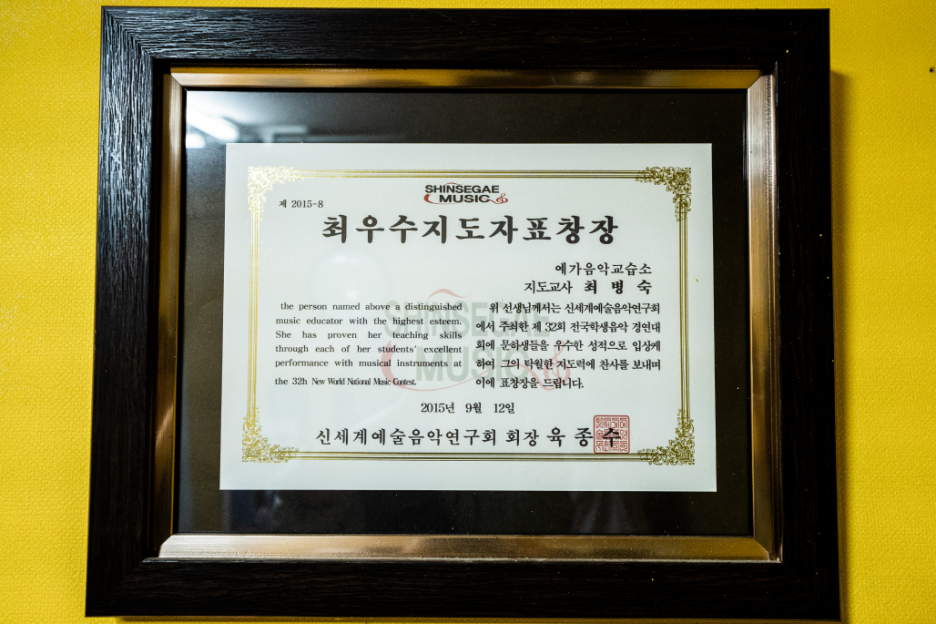 SHINSEGAE
MUSIC
제 2015-8
최우수지도자표창장
예가음악교습소
지도교사 최 병 숙
the person named above a distinguished
music educator with the highest esteem.
She has proven her teaching skills
through each of her students' excellent
performance with musical instruments at
the 32h New World National Music Contest.
위 선생님께서는 신세계예술음악연구회
에서 주최한 제 32회 전국학생음악 경연대
회에 문하생들을 우수한 성적으로 입상케
하여 그의 탁월한 지도력에 찬사를 보내며
이에 표창장을 드립니다.
SHINSEGAE
MUSIC
2015년 9월 12일
신세계예술음악연구회 회장 육 종 수